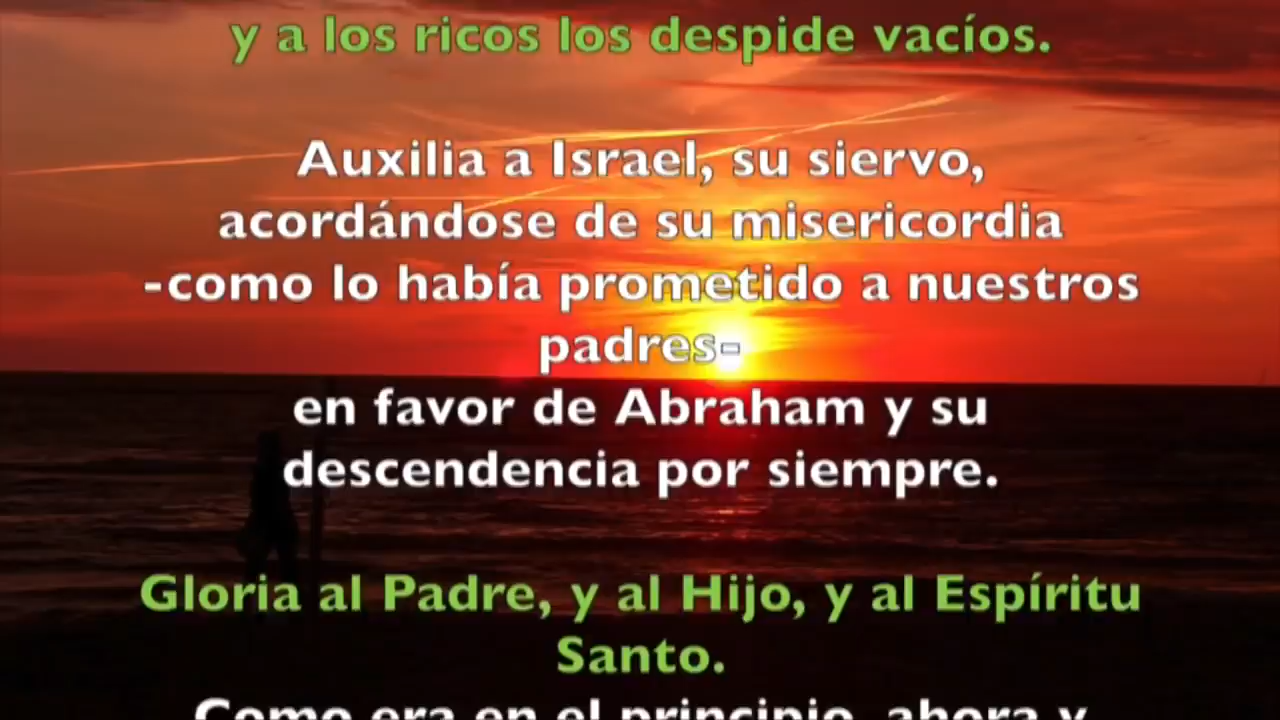 y a los ricos los despide vacíos.
Auxilia a Israel, su siervo,
acordándose de su misericordia
-como lo había prometido a nuestros
padres-
en favor de Abraham y su
descendencia por siempre.
Gloria al Padre, y al Hijo, y al Espíritu
Santo.
Como era en el principio, ahora y